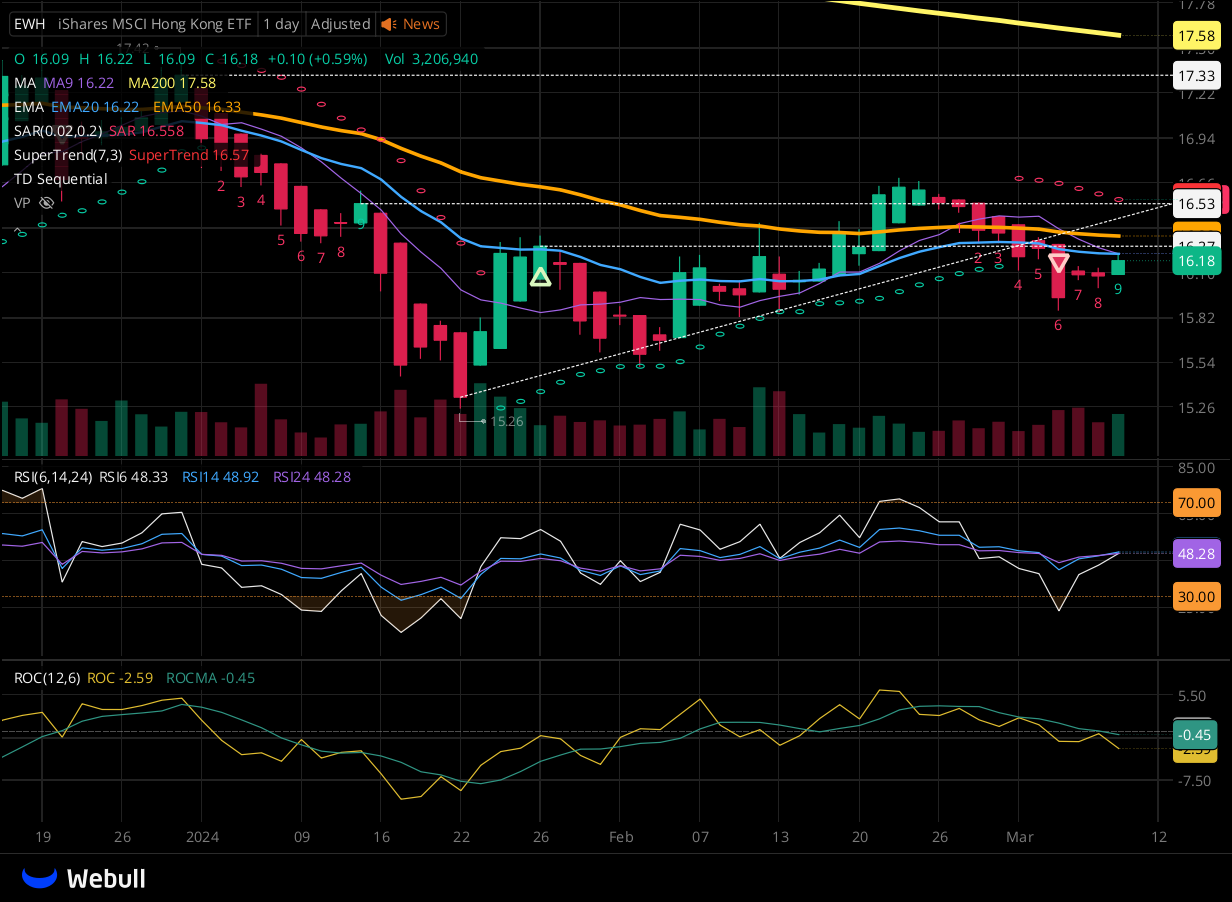 EWH iShares MSCI Hong Kong ETF 1 day Adjusted News
17.78
17.58
O 16.09 H 16.22 L 16.09 C 16.18 +0.10 (+0.59%) Vol 3,206,940
17.33
MA MA9 16.22 MA200 17.58
17.22
EMA EMA20 16.22 EMA50 16.33
SAR(0.02,0.2) SAR 16.558
16.94
SuperTrend(7,3) SuperTrend 16.57
TD Sequential
2
3 4
VP
16.53
9
5 6 7 8
16.27
16.18
2 3 4 5 6 7 8 9
15.82
15.54
15.26
15.26
RSI(6,14,24) RSI6 48.33 RSI14 48.92 RSI24 48.28
85.00
70.00
48.28
30.00
ROC(12,6) ROC -2.59 ROCMA -0.45
5.50
-0.45
-2.59
-7.50
19 26 2024 09 16 22 26 Feb 07 13 20 26 Mar 12
Webull